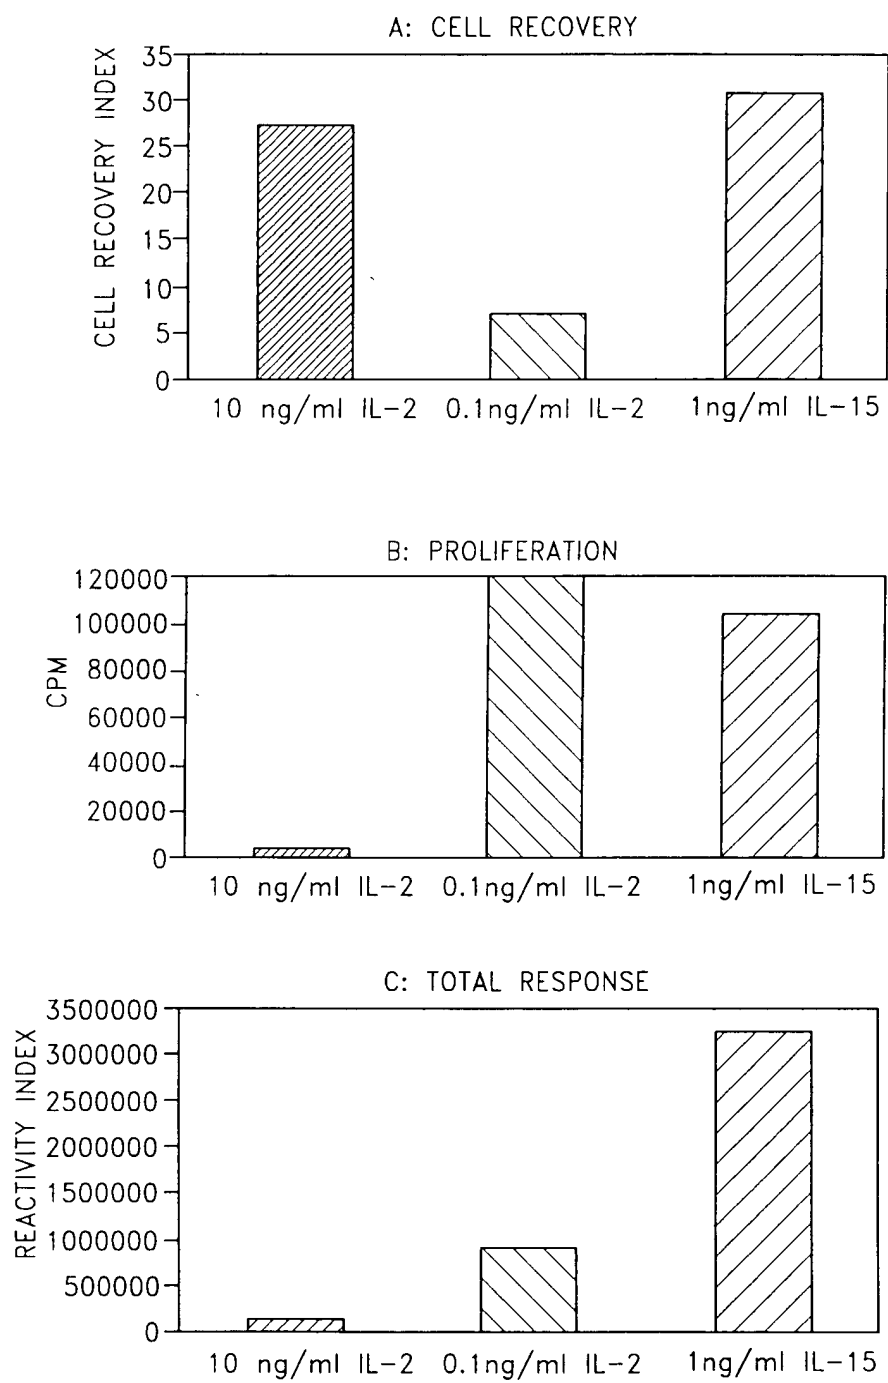 A: CELL RECOVERY
CELL RECOVERY INDEX
35
30
25
20
15
10
5
0
10 ng/ml IL-2 0.1ng/ml IL-2 1ng/ml IL-15
B: PROLIFERATION
CPM
120000
100000
80000
60000
40000
20000
0
10 ng/ml IL-2 0.1ng/ml IL-2 1ng/ml IL-15
C: TOTAL RESPONSE
REACTIVITY INDEX
3500000
3000000
2500000
2000000
1500000
1000000
500000
0
10 ng/ml IL-2 0.1ng/ml IL-2 1ng/ml IL-15